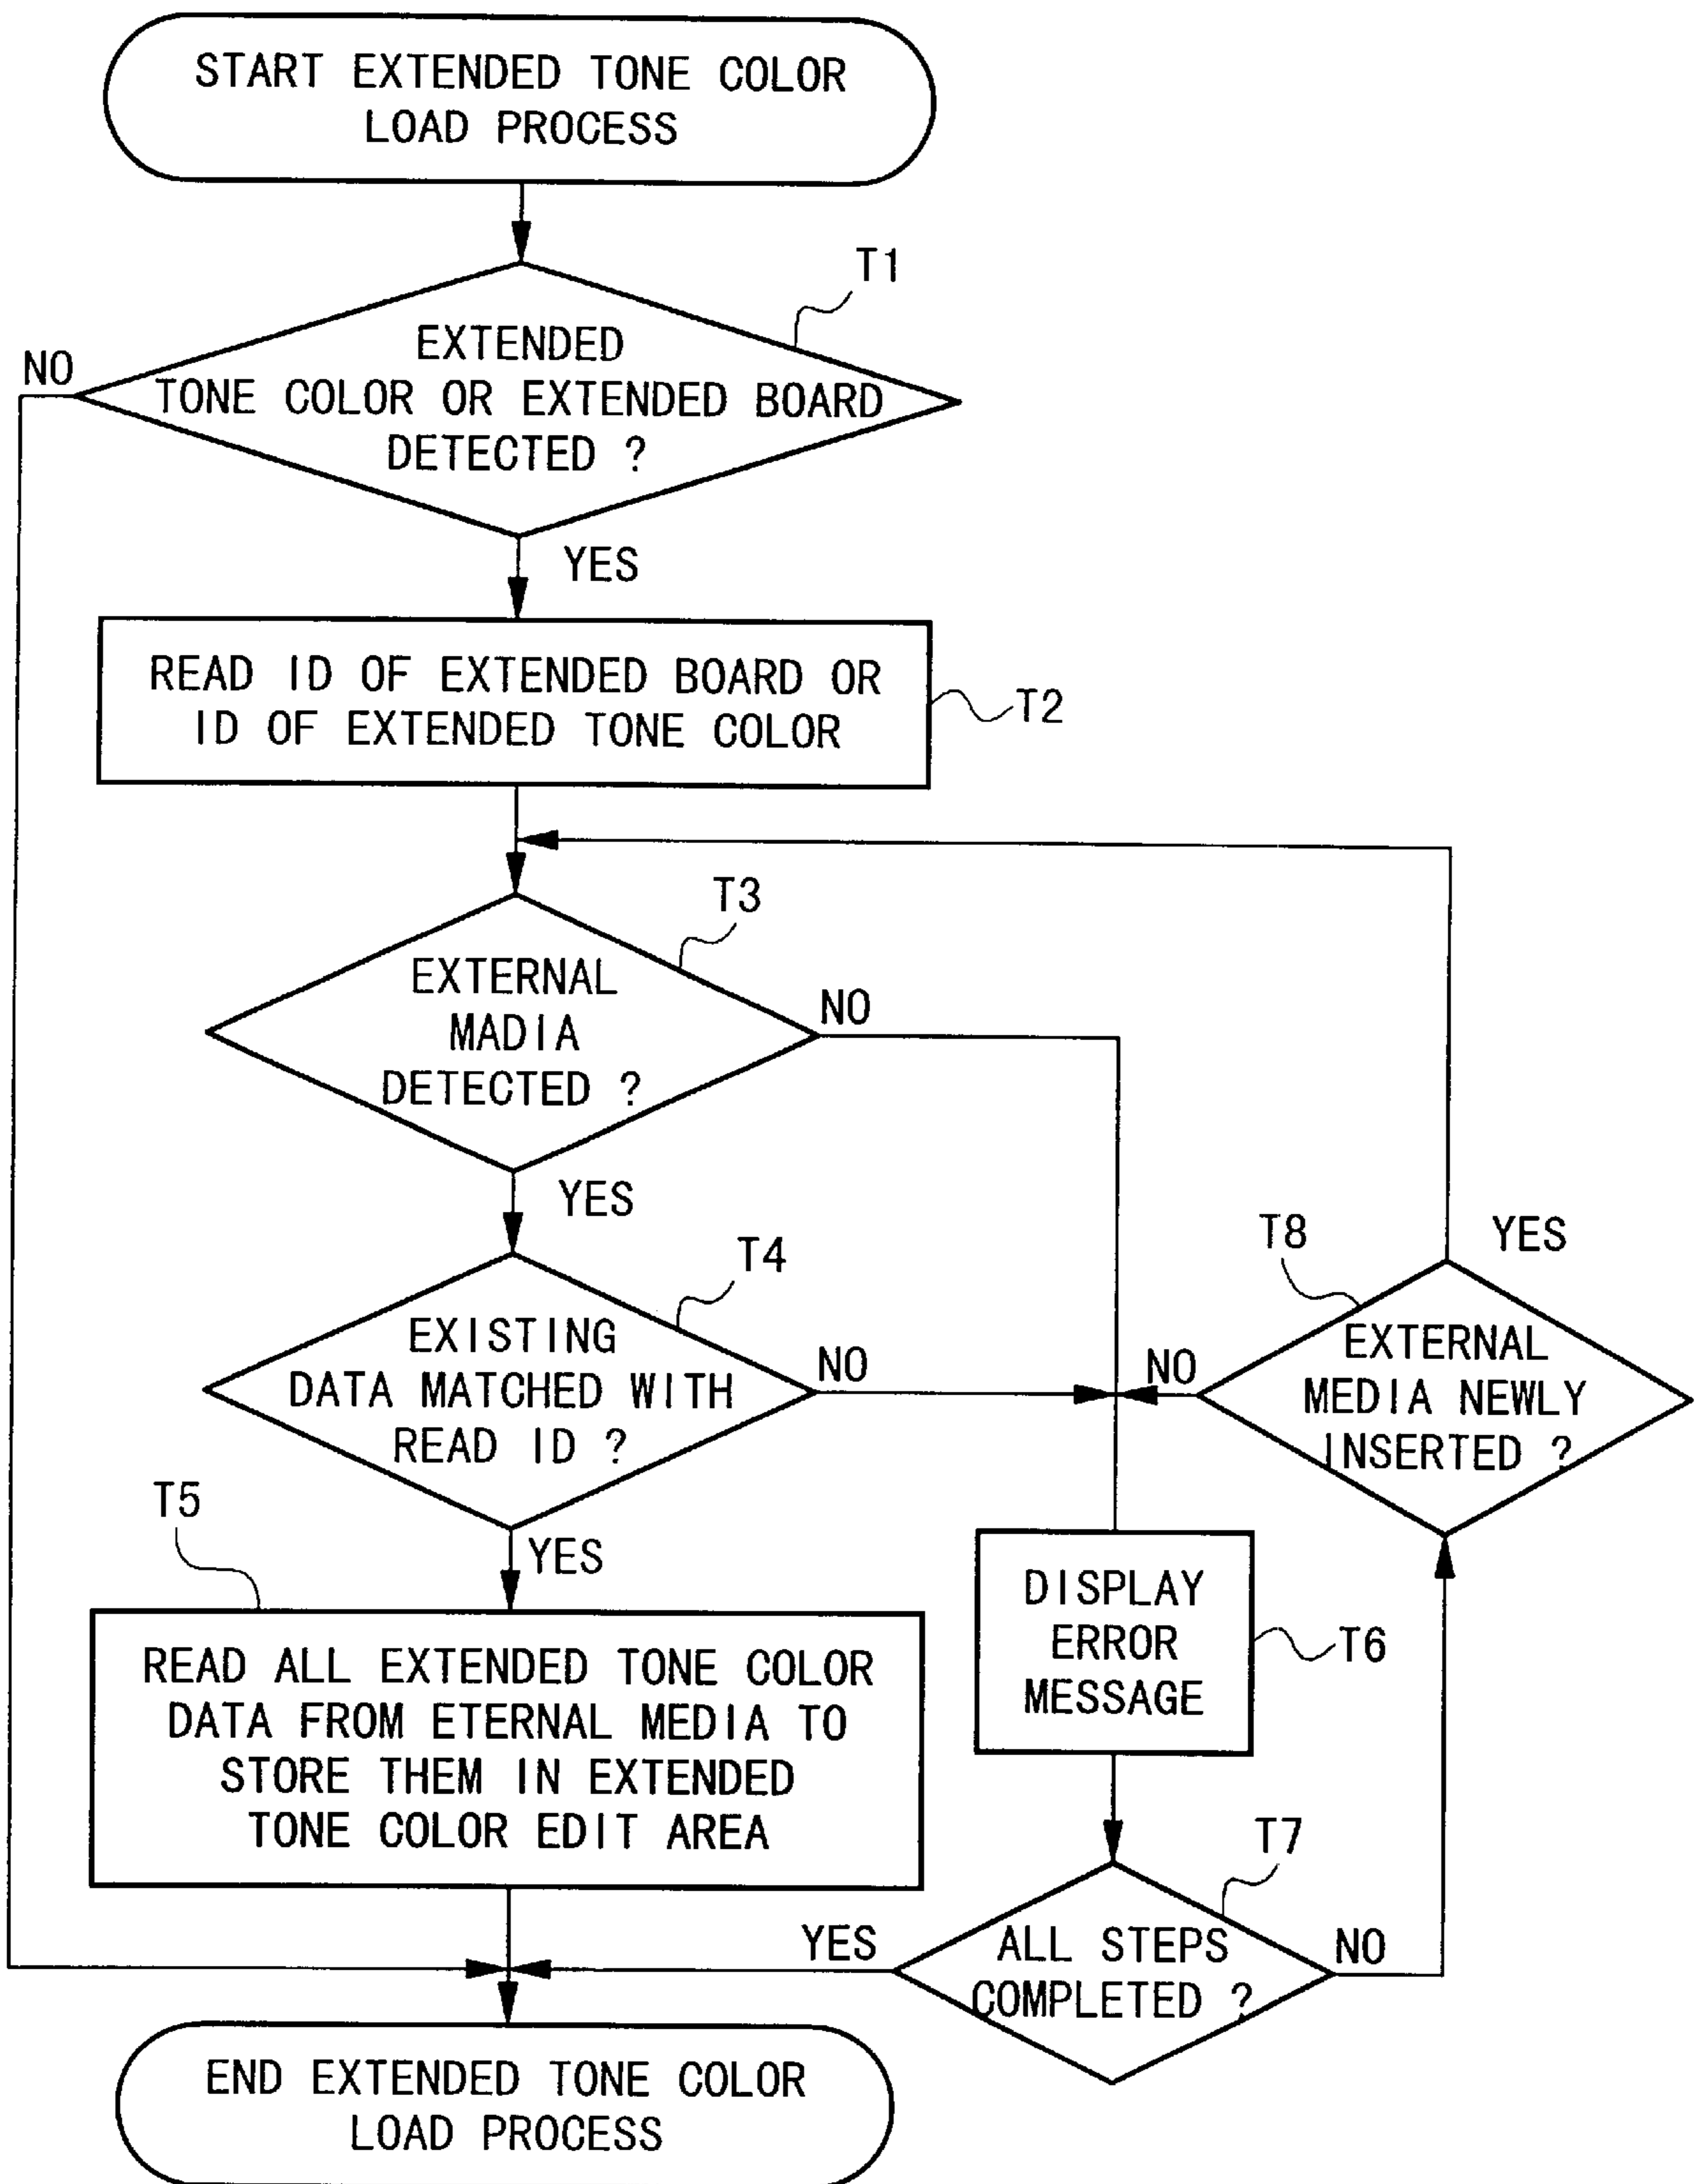 START EXTENDED TONE COLOR
LOAD PROCESS
T1
NO
EXTENDED
TONE COLOR OR EXTENDED BOARD
DETECTED ?
YES
READ ID OF EXTENDED BOARD OR
ID OF EXTENDED TONE COLOR
T2
T3
EXTERNAL
MADIA
DETECTED ?
NO
YES
T4
EXISTING
DATA MATCHED WITH
READ ID ?
NO
YES
T8
YES
NO
EXTERNAL
MEDIA NEWLY
INSERTED ?
T5
READ ALL EXTENDED TONE COLOR
DATA FROM ETERNAL MEDIA TO
STORE THEM IN EXTENDED
TONE COLOR EDIT AREA
DISPLAY
ERROR
MESSAGE
T6
T7
YES
ALL STEPS
COMPLETED ?
NO
END EXTENDED TONE COLOR
LOAD PROCESS